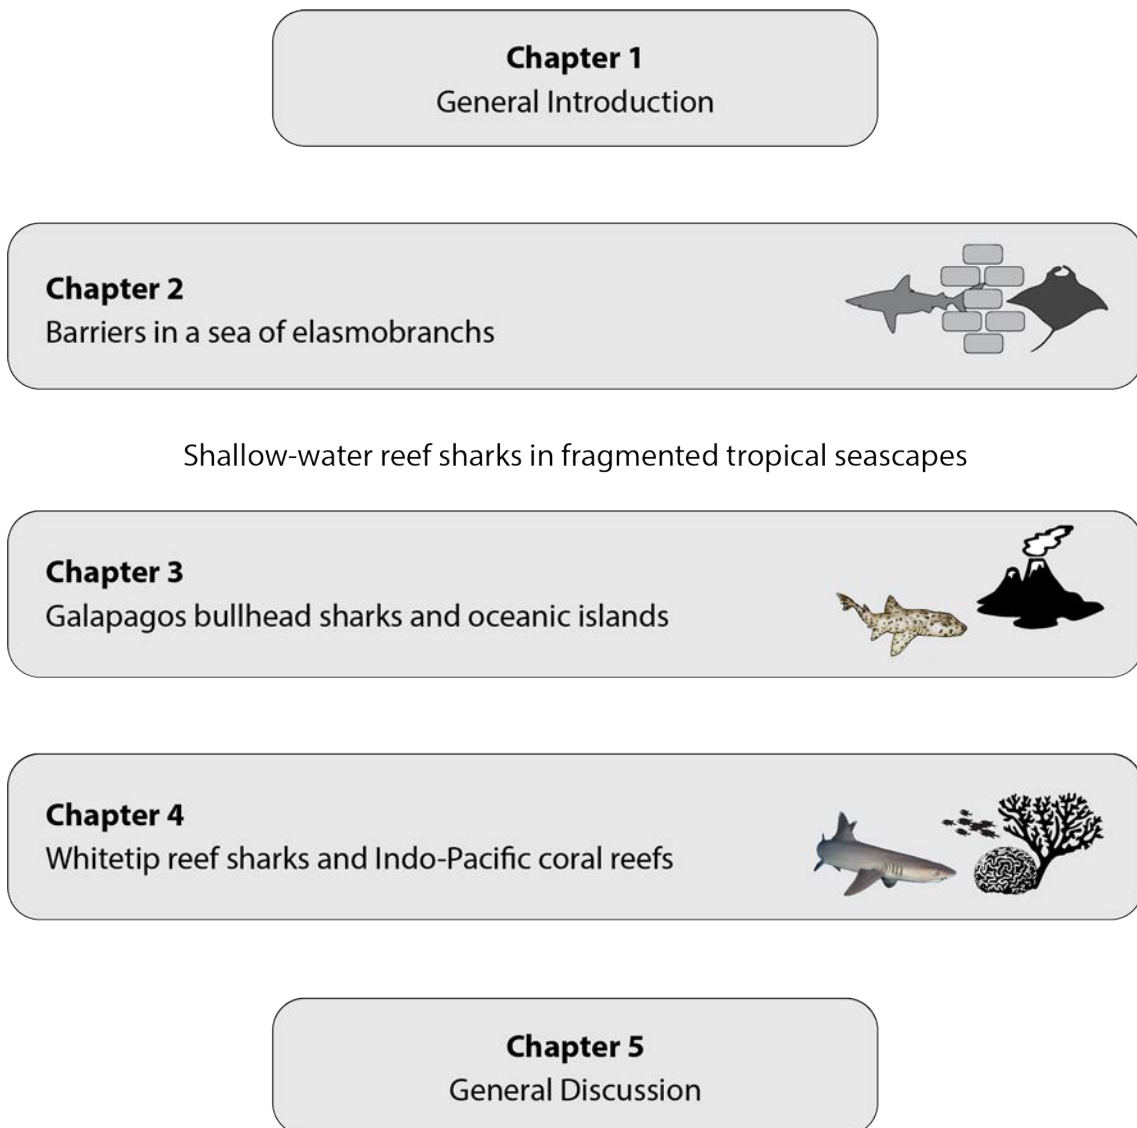 Chapter 1
General Introduction
Chapter 2
Barriers in a sea of elasmobranchs
Shallow-water reef sharks in fragmented tropical seascapes
Chapter 3
Galapagos bullhead sharks and oceanic islands
Chapter 4
Whitetip reef sharks and Indo-Pacific coral reefs
Chapter 5
General Discussion